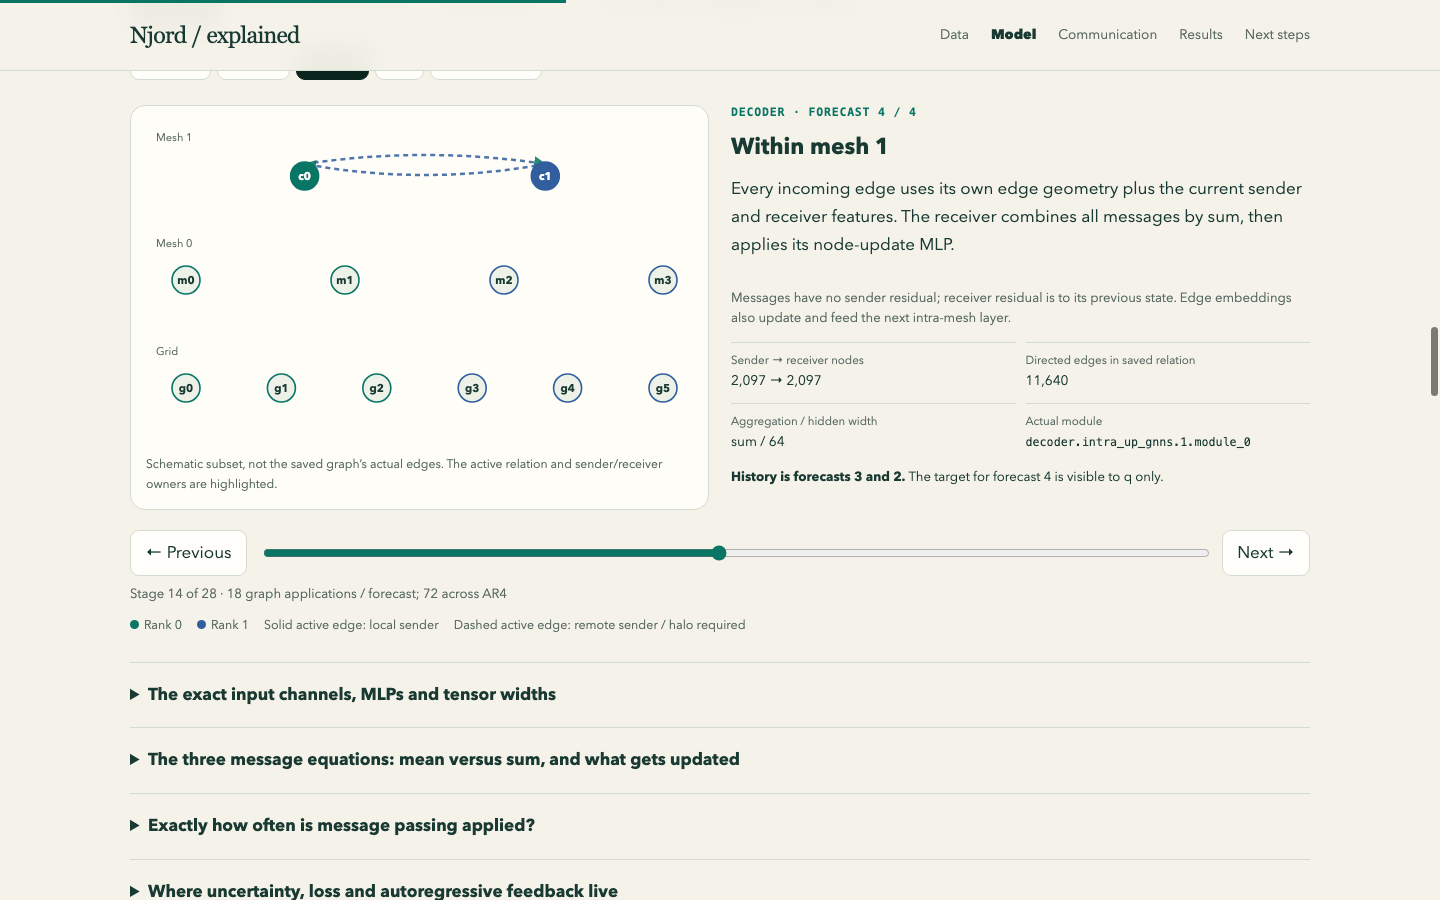 Njord / explained
Data
Model
Communication
Results
Next steps
Mesh 1
c0
c1
Mesh 0
m0
m1
m2
m3
Grid
g0
g1
g2
g3
g4
g5
Schematic subset, not the saved graph's actual edges. The active relation and sender/receiver
owners are highlighted.
DECODER · FORECAST 4 / 4
Within mesh 1
Every incoming edge uses its own edge geometry plus the current sender
and receiver features. The receiver combines all messages by sum, then
applies its node-update MLP.
Messages have no sender residual; receiver residual is to its previous state. Edge embeddings
also update and feed the next intra-mesh layer.
Sender → receiver nodes
2,097 → 2,097
Directed edges in saved relation
11,640
Aggregation / hidden width
sum / 64
Actual module
decoder.intra_up_gnns.1.module_0
History is forecasts 3 and 2. The target for forecast 4 is visible to q only.
← Previous
Next →
Stage 14 of 28 · 18 graph applications / forecast; 72 across AR4
Rank 0
Rank 1
Solid active edge: local sender
Dashed active edge: remote sender / halo required
The exact input channels, MLPs and tensor widths
The three message equations: mean versus sum, and what gets updated
Exactly how often is message passing applied?
Where uncertainty, loss and autoregressive feedback live